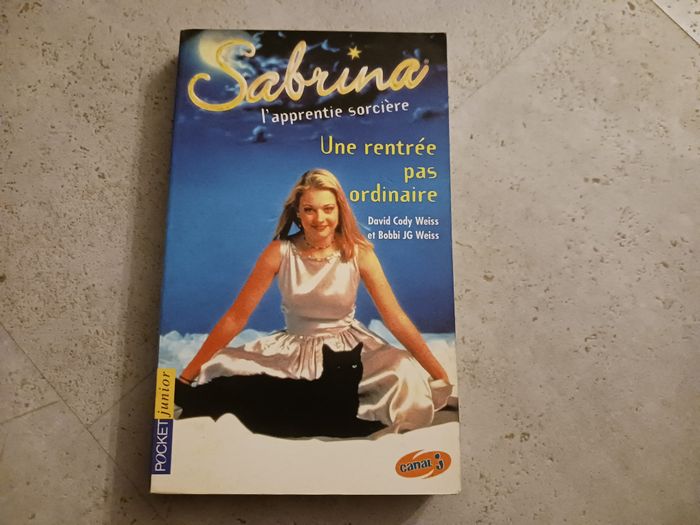 Sabrina
l'apprentie sorcière
Une rentrée
pas
ordinaire
David Cody Weiss
et Bobbi JG Weiss
POCKET junior
canal J